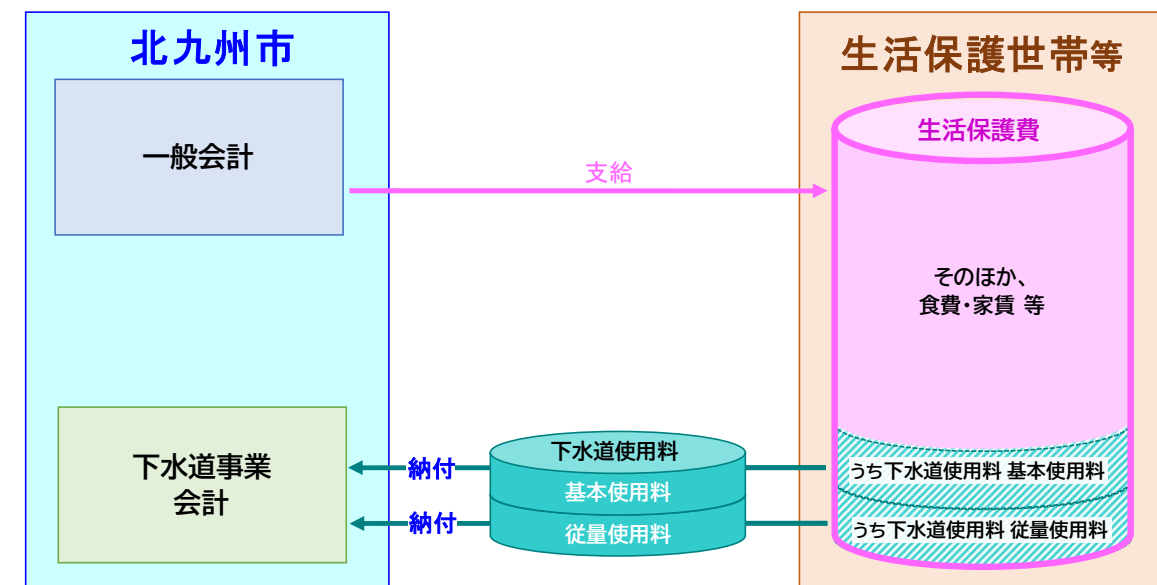 北九州市
生活保護世帯等
一般会計
生活保護費
支給
そのほか、
食費・家賃 等
下水道事業
会計
納付
納付
下水道使用料
基本使用料
従量使用料
うち下水道使用料 基本使用料
うち下水道使用料 従量使用料